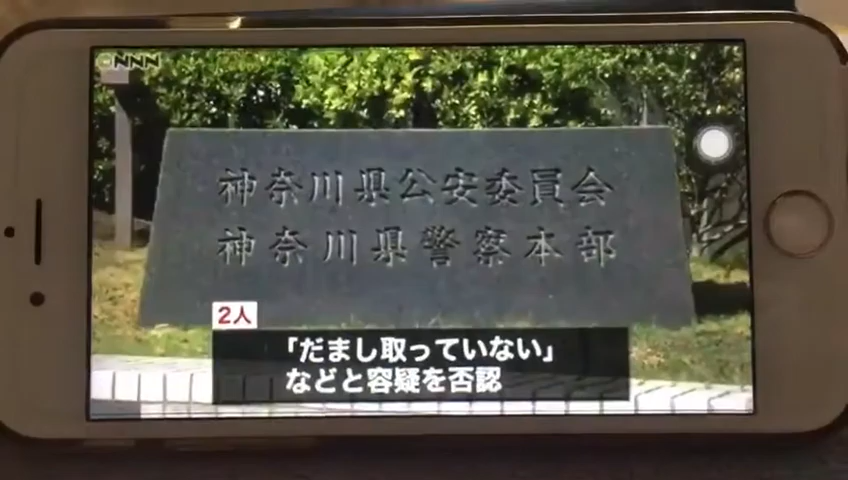 ©NNN
神奈川県公安委員会
神奈川県警察本部
2人
「だまし取っていない」
などと容疑を否認